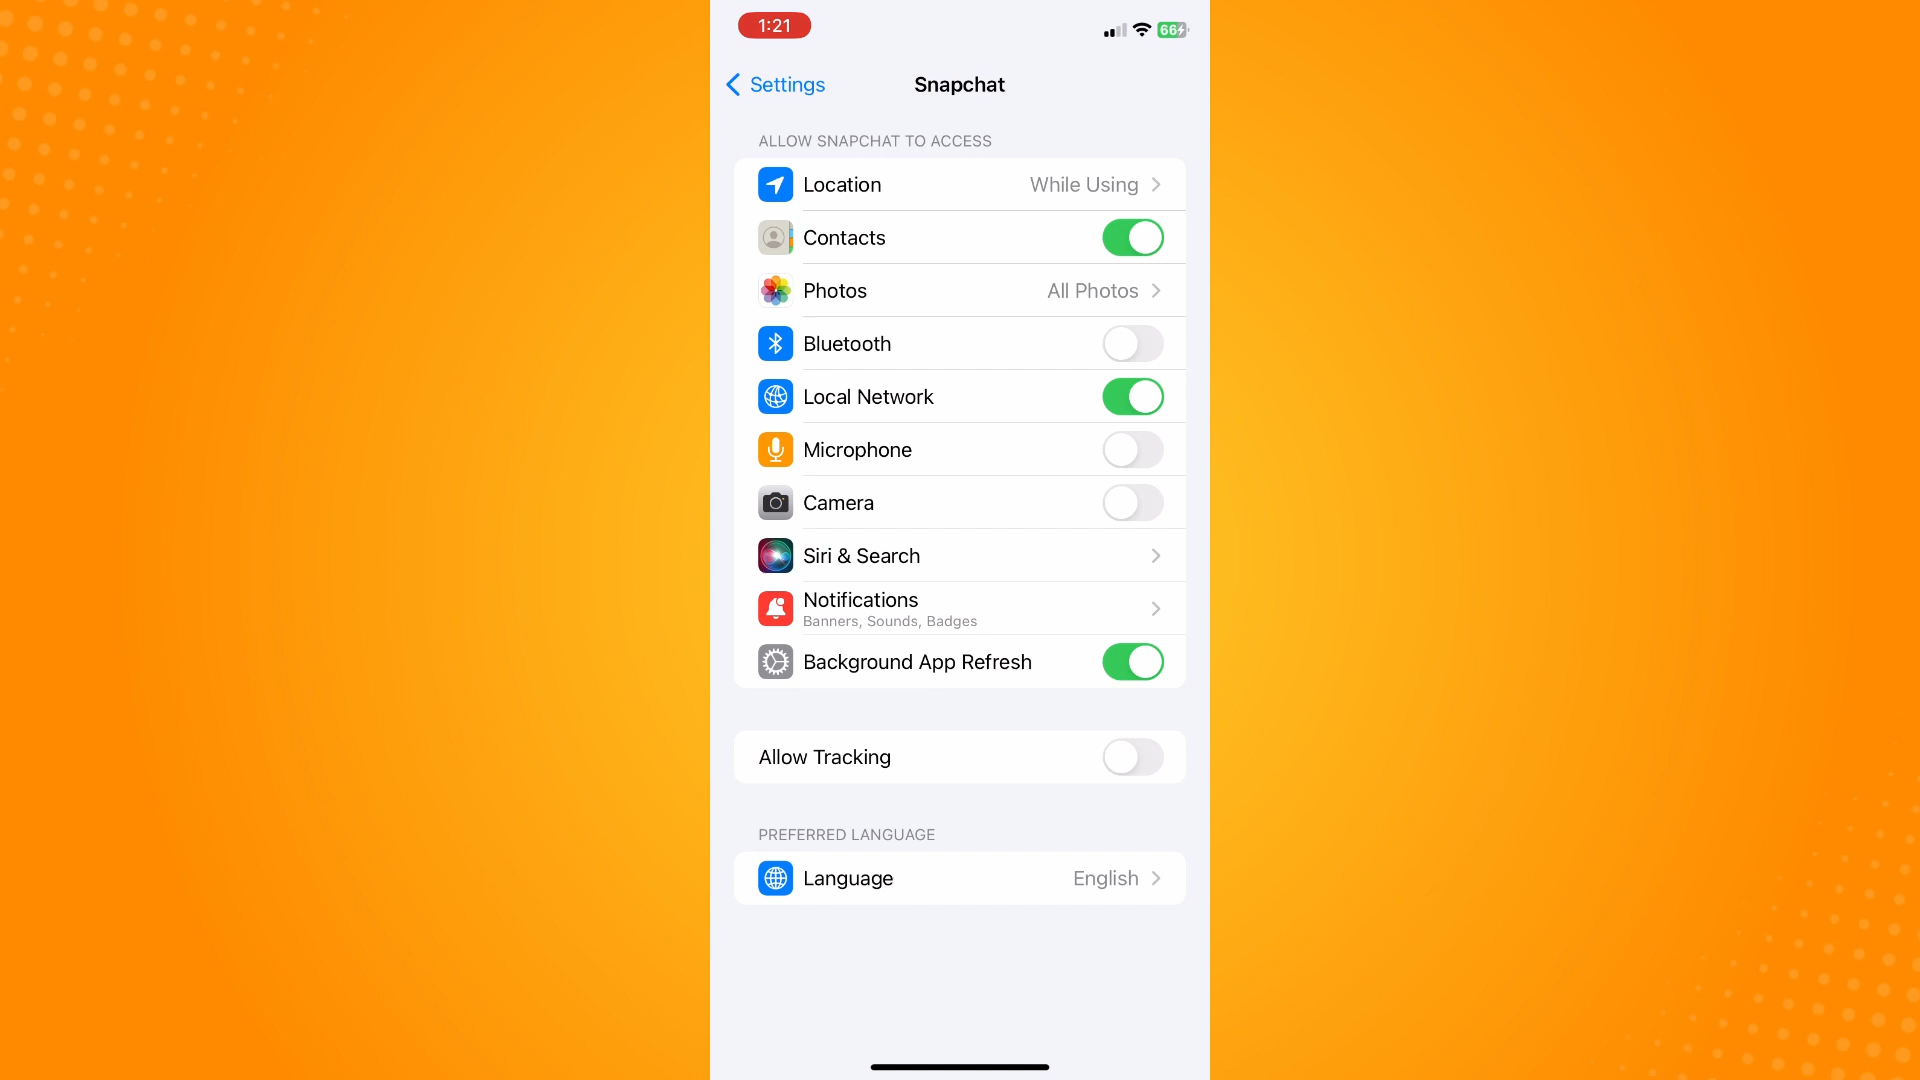 1:21
66
Settings
Snapchat
ALLOW SNAPCHAT TO ACCESS
Location While Using
Contacts
Photos All Photos
Bluetooth
Local Network
Microphone
Camera
Siri & Search
Notifications
Banners, Sounds, Badges
Background App Refresh
Allow Tracking
PREFERRED LANGUAGE
Language English